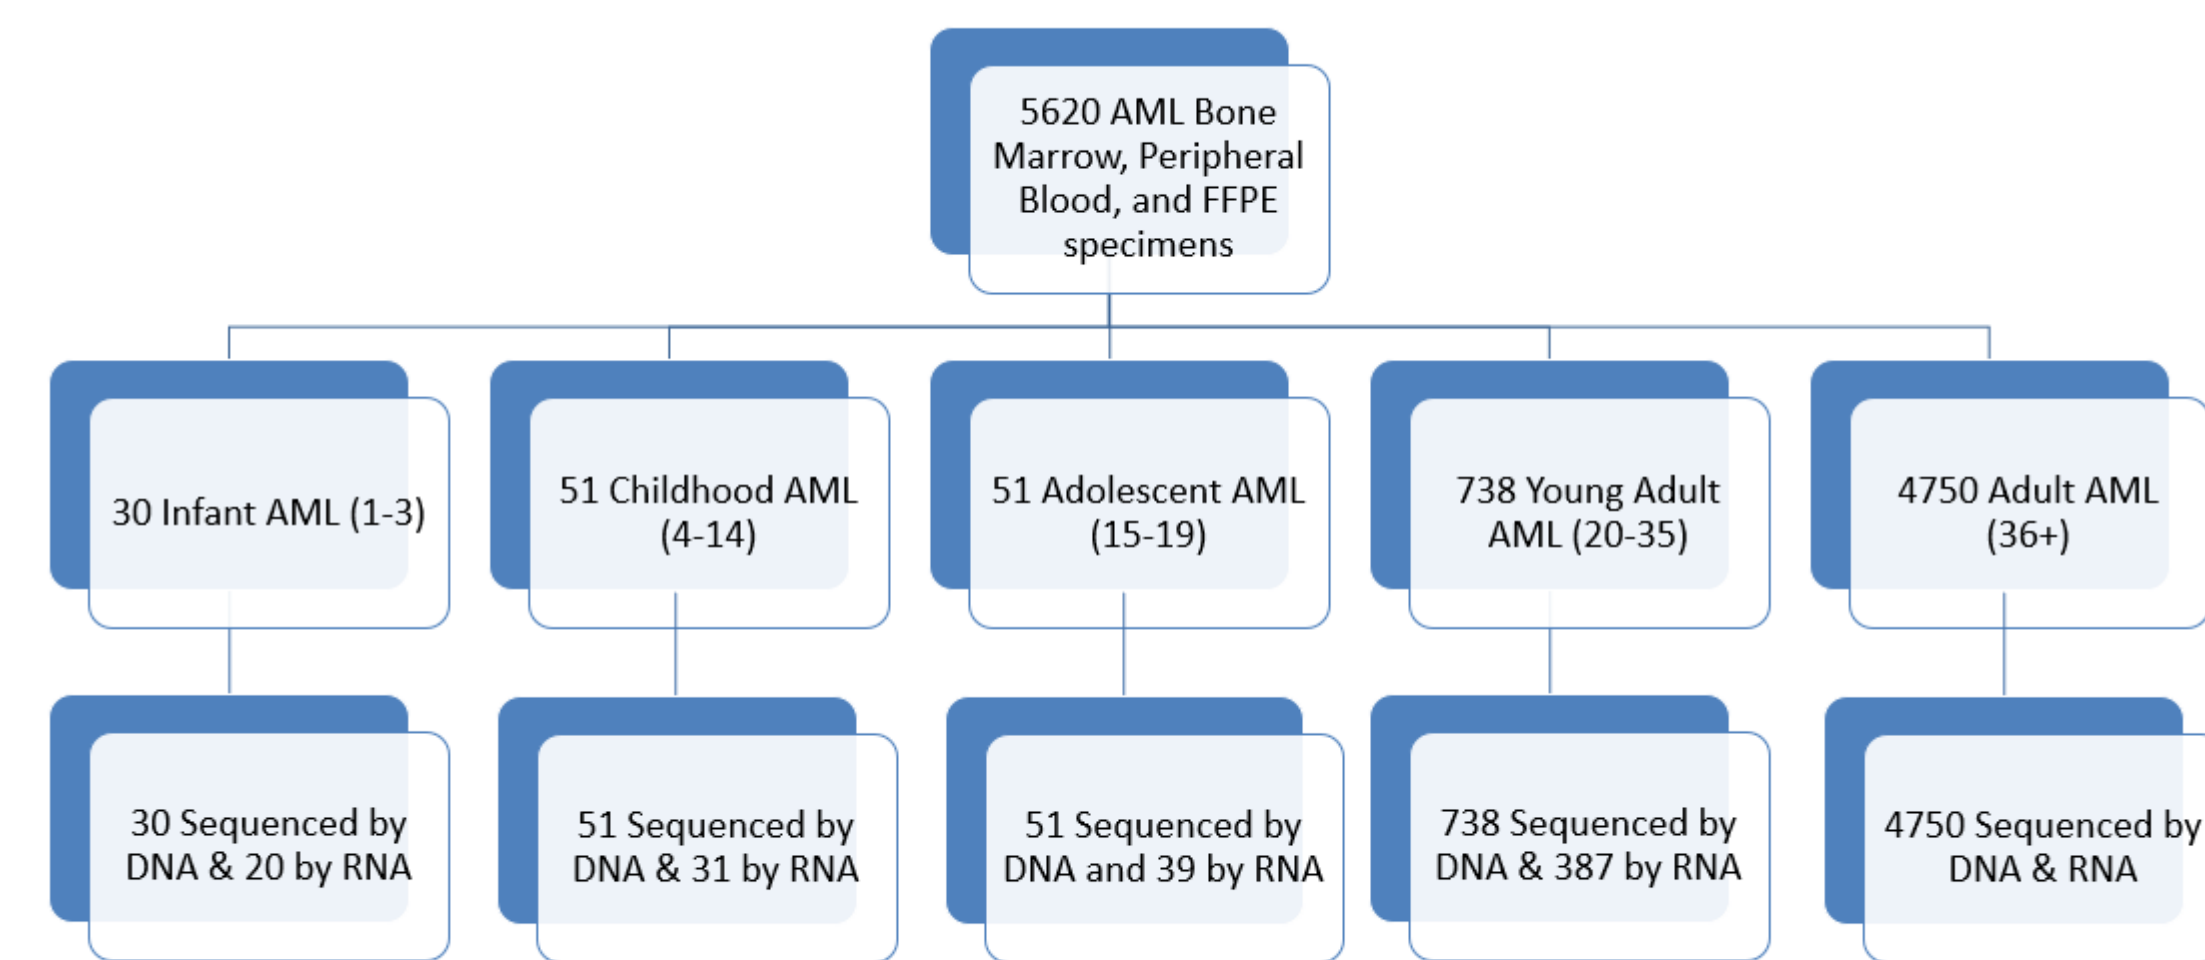 5620 AML Bone
Marrow, Peripheral
Blood, and FFPE
specimens
30 Infant AML (1-3)
51 Childhood AML
(4-14)
51 Adolescent AML
(15-19)
738 Young Adult
AML (20-35)
4750 Adult AML
(36+)
30 Sequenced by
DNA & 20 by RNA
51 Sequenced by
DNA & 31 by RNA
51 Sequenced by
DNA and 39 by RNA
738 Sequenced by
DNA & 387 by RNA
4750 Sequenced by
DNA & RNA